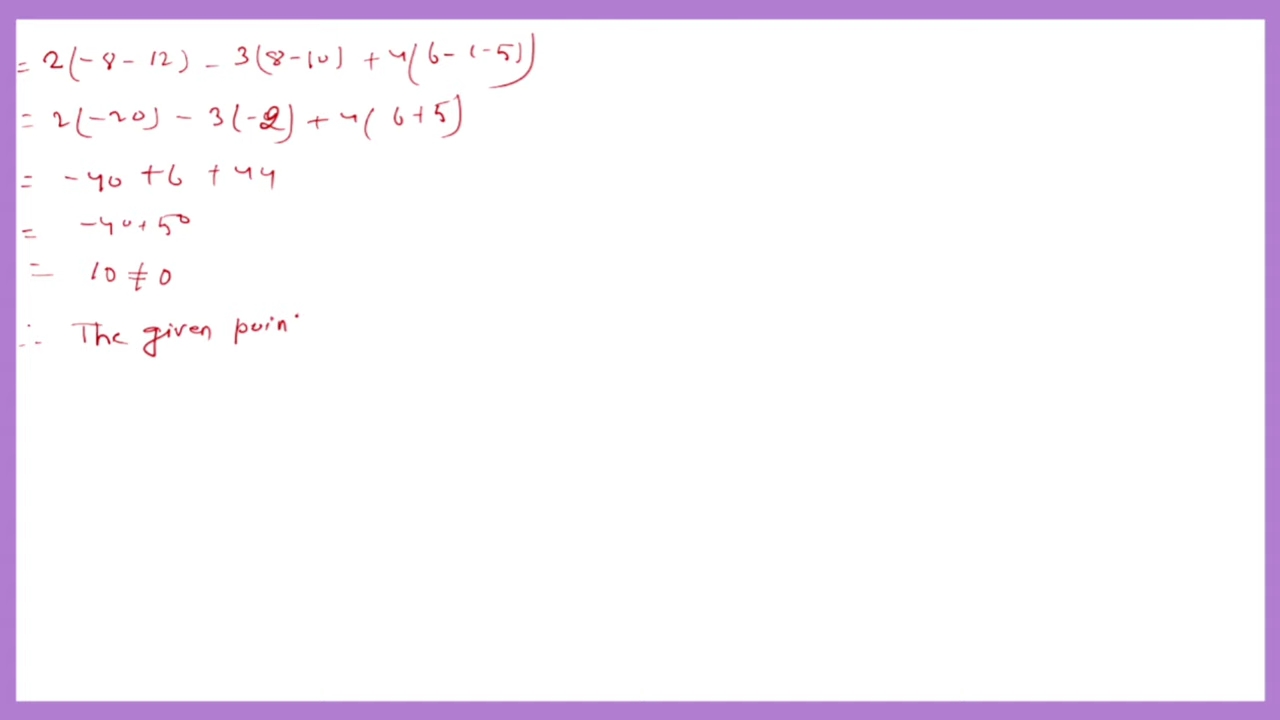 = 2(-8-12) - 3(8-10) + 4(6-(-5))
= 2(-20) - 3(-2) + 4(6+5)
= -40 + 6 + 44
= -40+50
= 10 ≠ 0
∴ The given poin